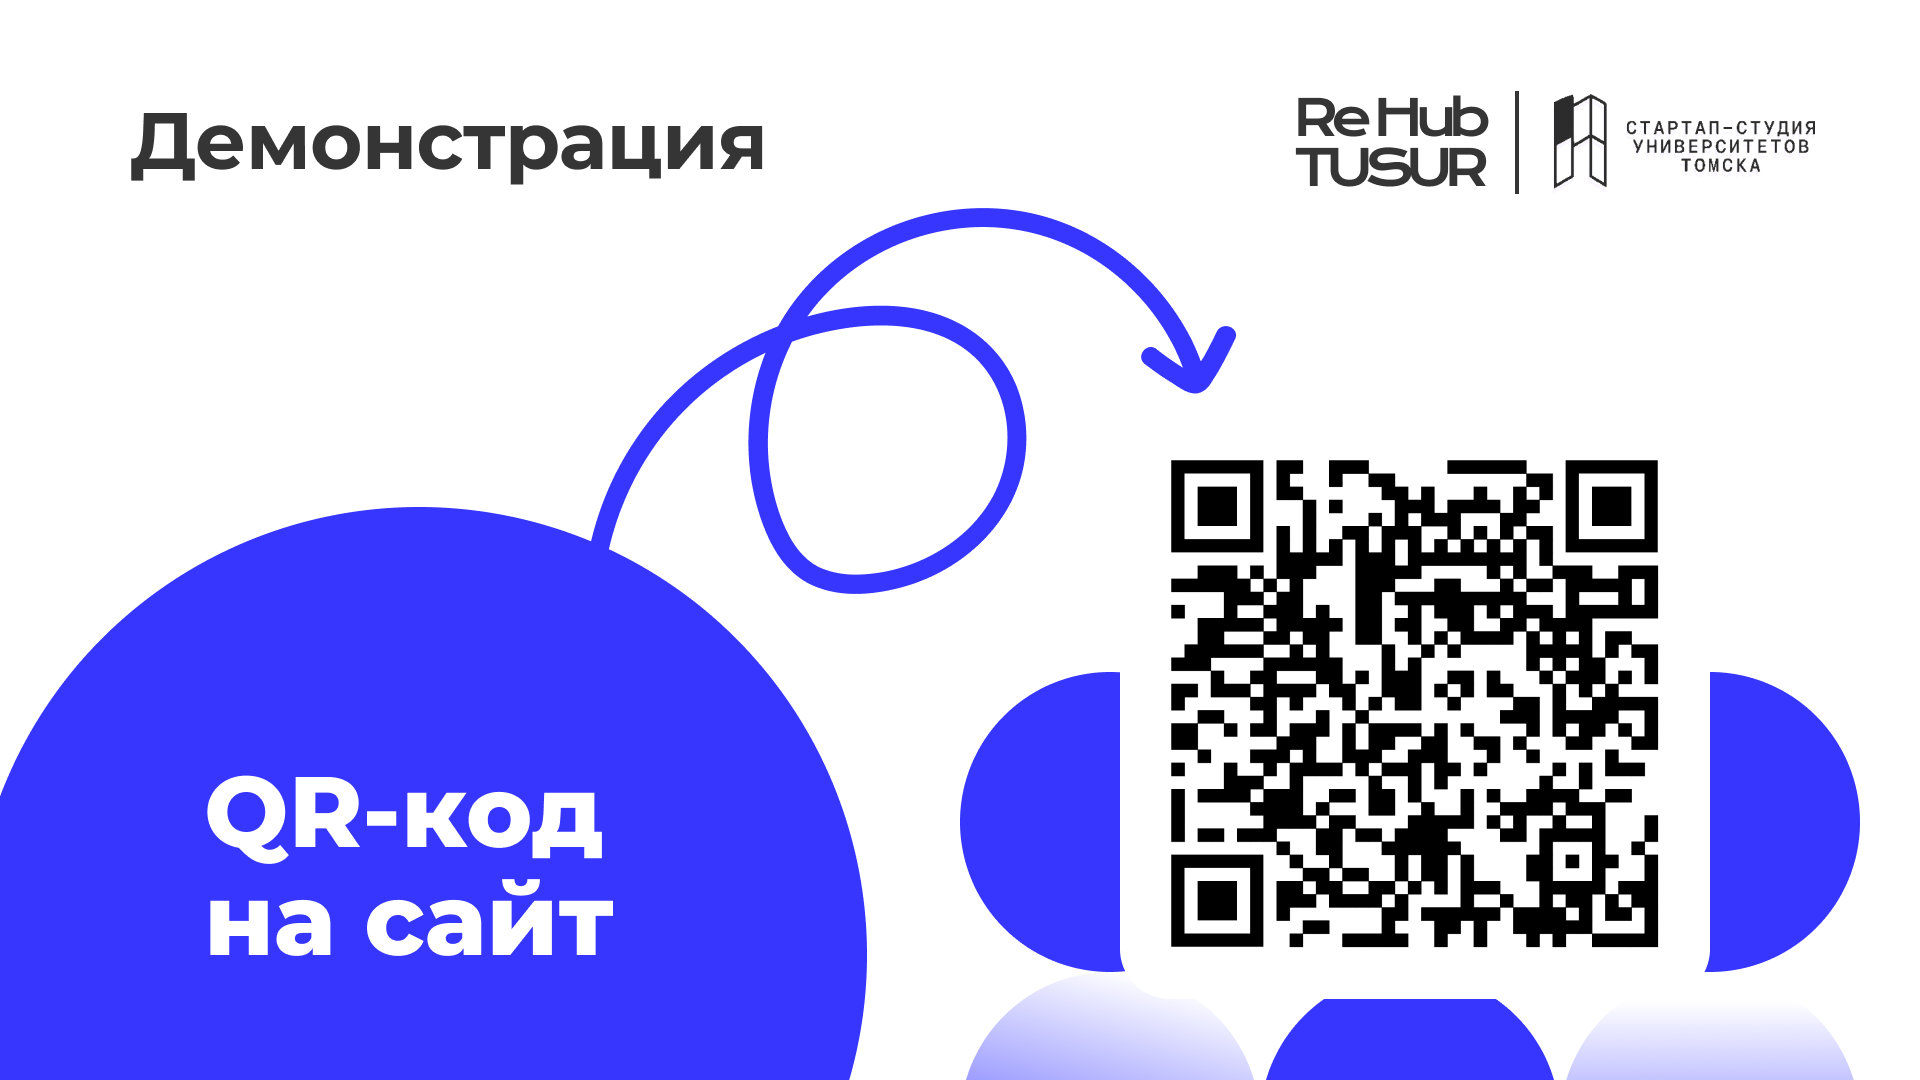 Демонстрация
Re Hub
TUSUR
СТАРТАП-СТУДИЯ
УНИВЕРСИТЕТОВ
ТОМСКА
QR-код
на сайт